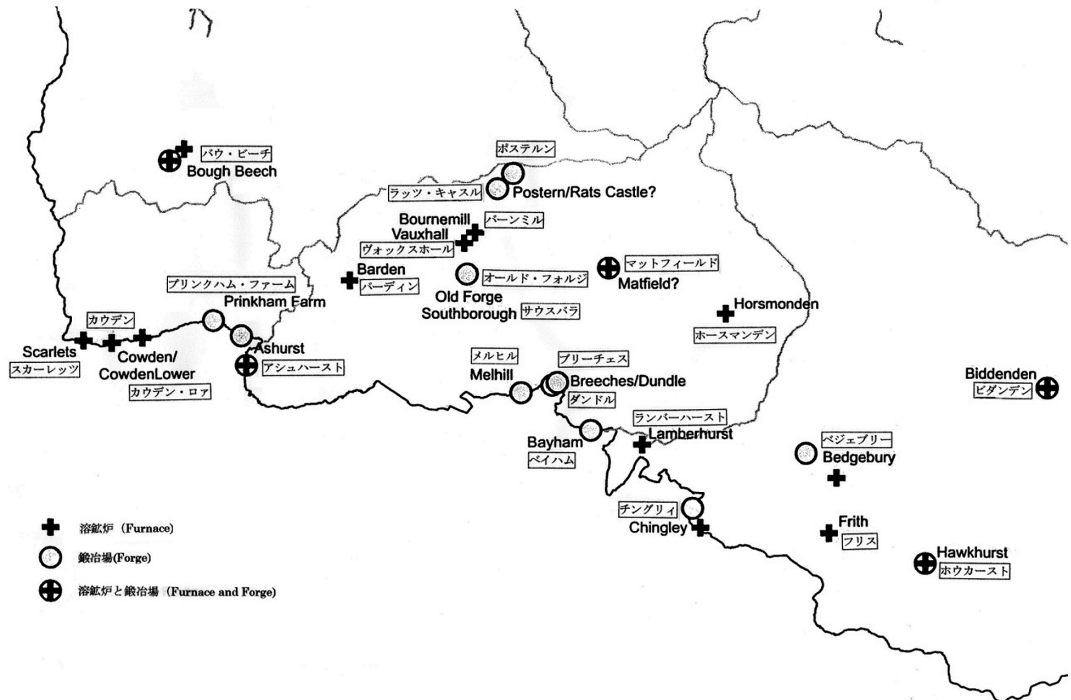 ポステルン
バウ・ビーチ
Bough Beech
ラッツ・キャスル
Postern/Rats Castle?
Bournemill
バーンミル
Vauxhall
ヴォックスホール
マットフィールド
Matfield?
Barden
バーディン
オールド・フォルジ
Old Forge
Southborough
サウスバラ
プリンクハム・ファーム
Prinkham Farm
Horsmonden
ホースマンデン
カウデン
Scarlets
スカーレッツ
Cowden/
CowdenLower
カウデン・ロァ
Ashurst
アシュハースト
メルヒル
Melhill
ブリーチェス
Breeches/Dundle
ダンドル
Biddenden
ビダンデン
ランバーハースト
Lamberhurst
Bayham
ベイハム
ベジェブリー
Bedgebury
チングリィ
Chingley
Frith
フリス
Hawkhurst
ホウカースト
溶鉱炉 (Furnace)
鍛冶場(Forge)
溶鉱炉と鍛冶場 (Furnace and Forge)